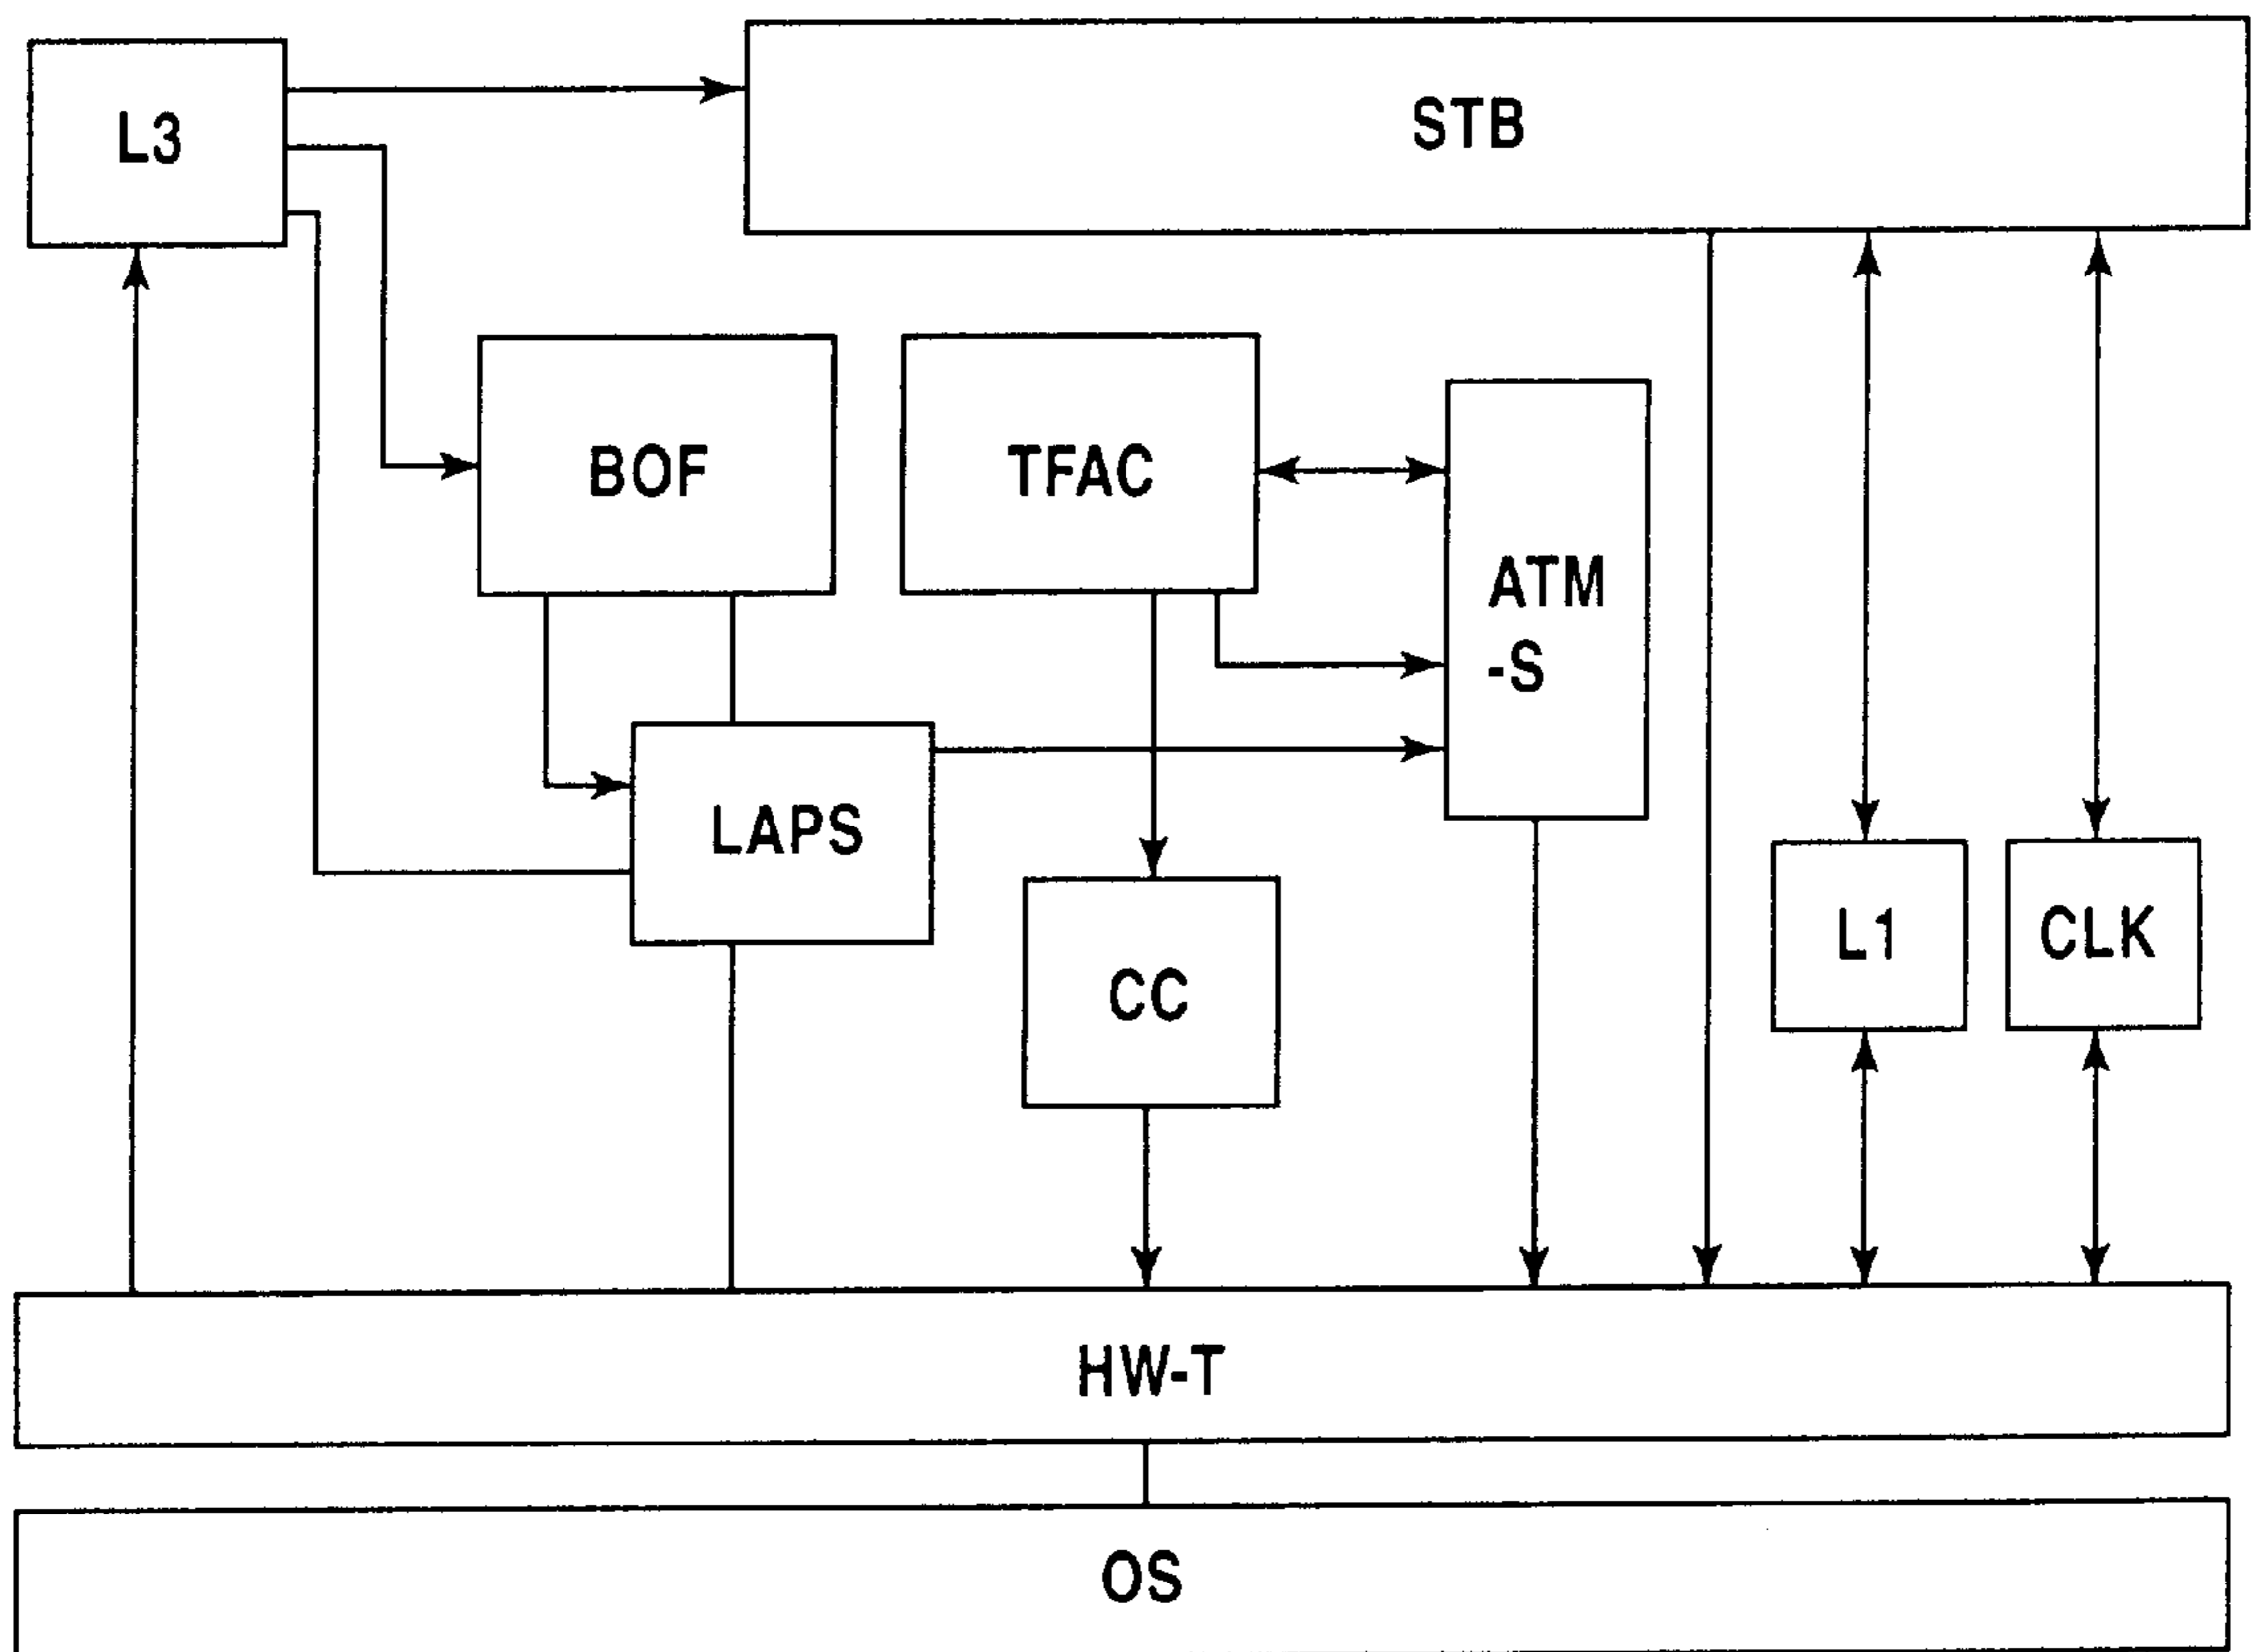 L3
STB
BOF
TFAC
ATM
-S
LAPS
CC
L1
CLK
HW-T
OS